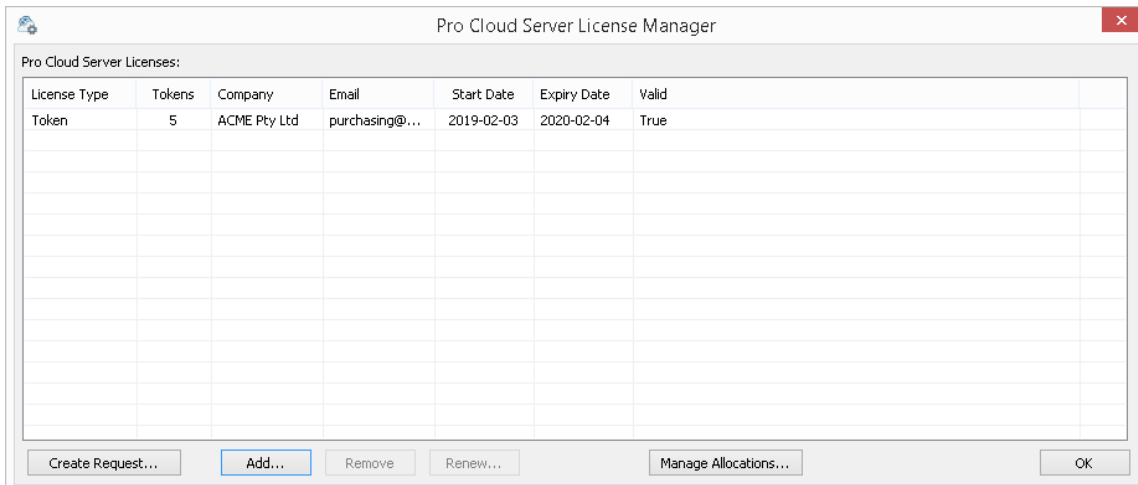 Pro Cloud Server License Manager
Pro Cloud Server Licenses:
License Type Tokens Company Email Start Date Expiry Date Valid
Token 5 ACME Pty Ltd purchasing@... 2019-02-03 2020-02-04 True
Create Request... Add... Remove Renew... Manage Allocations... OK